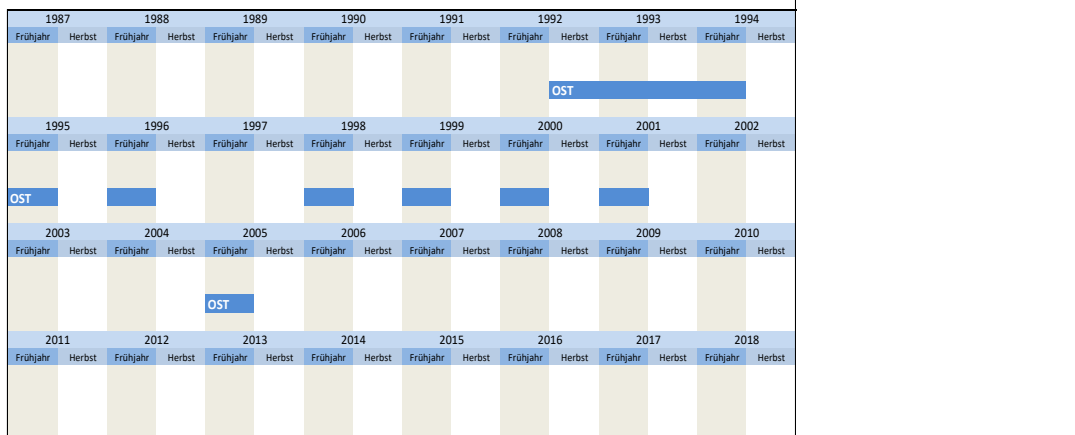 1987 1988 1989 1990 1991 1992 1993 1994
Frühjahr Herbst Frühjahr Herbst Frühjahr Herbst Frühjahr Herbst Frühjahr Herbst Frühjahr Herbst Frühjahr Herbst Frühjahr Herbst
OST
1995 1996 1997 1998 1999 2000 2001 2002
Frühjahr Herbst Frühjahr Herbst Frühjahr Herbst Frühjahr Herbst Frühjahr Herbst Frühjahr Herbst Frühjahr Herbst Frühjahr Herbst
OST
2003 2004 2005 2006 2007 2008 2009 2010
Frühjahr Herbst Frühjahr Herbst Frühjahr Herbst Frühjahr Herbst Frühjahr Herbst Frühjahr Herbst Frühjahr Herbst Frühjahr Herbst
OST
2011 2012 2013 2014 2015 2016 2017 2018
Frühjahr Herbst Frühjahr Herbst Frühjahr Herbst Frühjahr Herbst Frühjahr Herbst Frühjahr Herbst Frühjahr Herbst Frühjahr Herbst